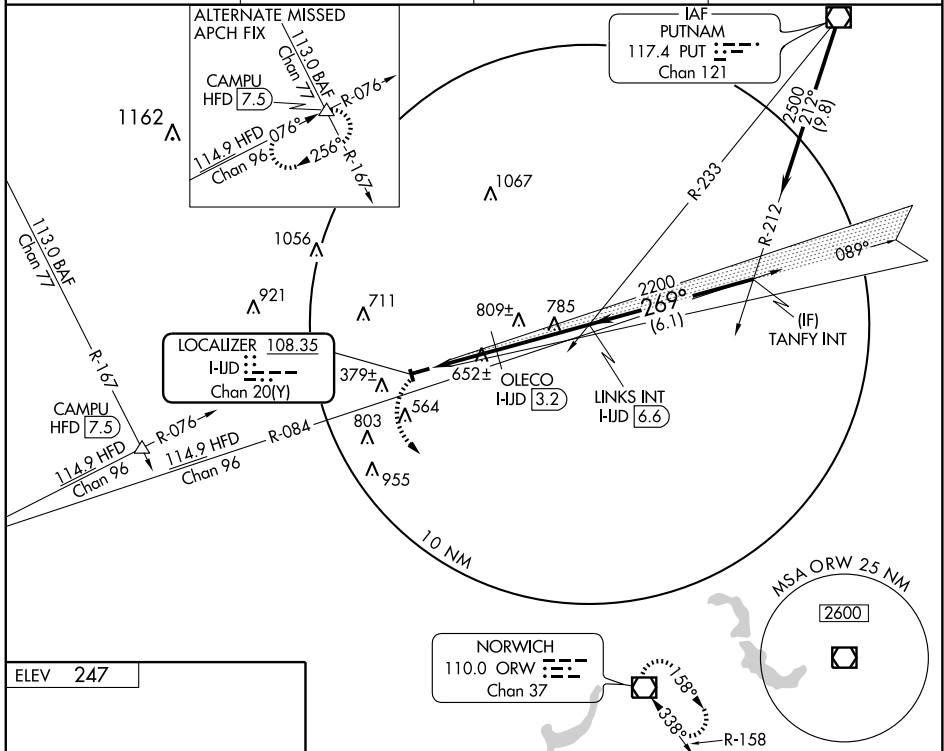 ALTERNATE MISSED
APCH FIX
113.0 BAF
Chan 77
CAMPU
HFD 7.5
R-076
114.9 HFD
Chan 96
076°
256°
R-167
1162
IAF
PUTNAM
117.4 PUT
Chan 121
2500
212°
(9.8)
R-233
R-212
1067
1056
113.0 BAF
Chan 77
R-167
921
711
809±
785
2200
269°
(6.1)
089°
(IF)
TANFY INT
LOCALIZER 108.35
I-IJD
Chan 20(Y)
379±
652±
OLECO
I-IJD 3.2
LINKS INT
I-IJD 6.6
564
803
955
CAMPU
HFD 7.5
R-076
114.9 HFD
Chan 96
114.9 HFD
Chan 96
R-084
10 NM
MSA ORW 25 NM
2600
NORWICH
110.0 ORW
Chan 37
158°
338°
R-158
ELEV 247